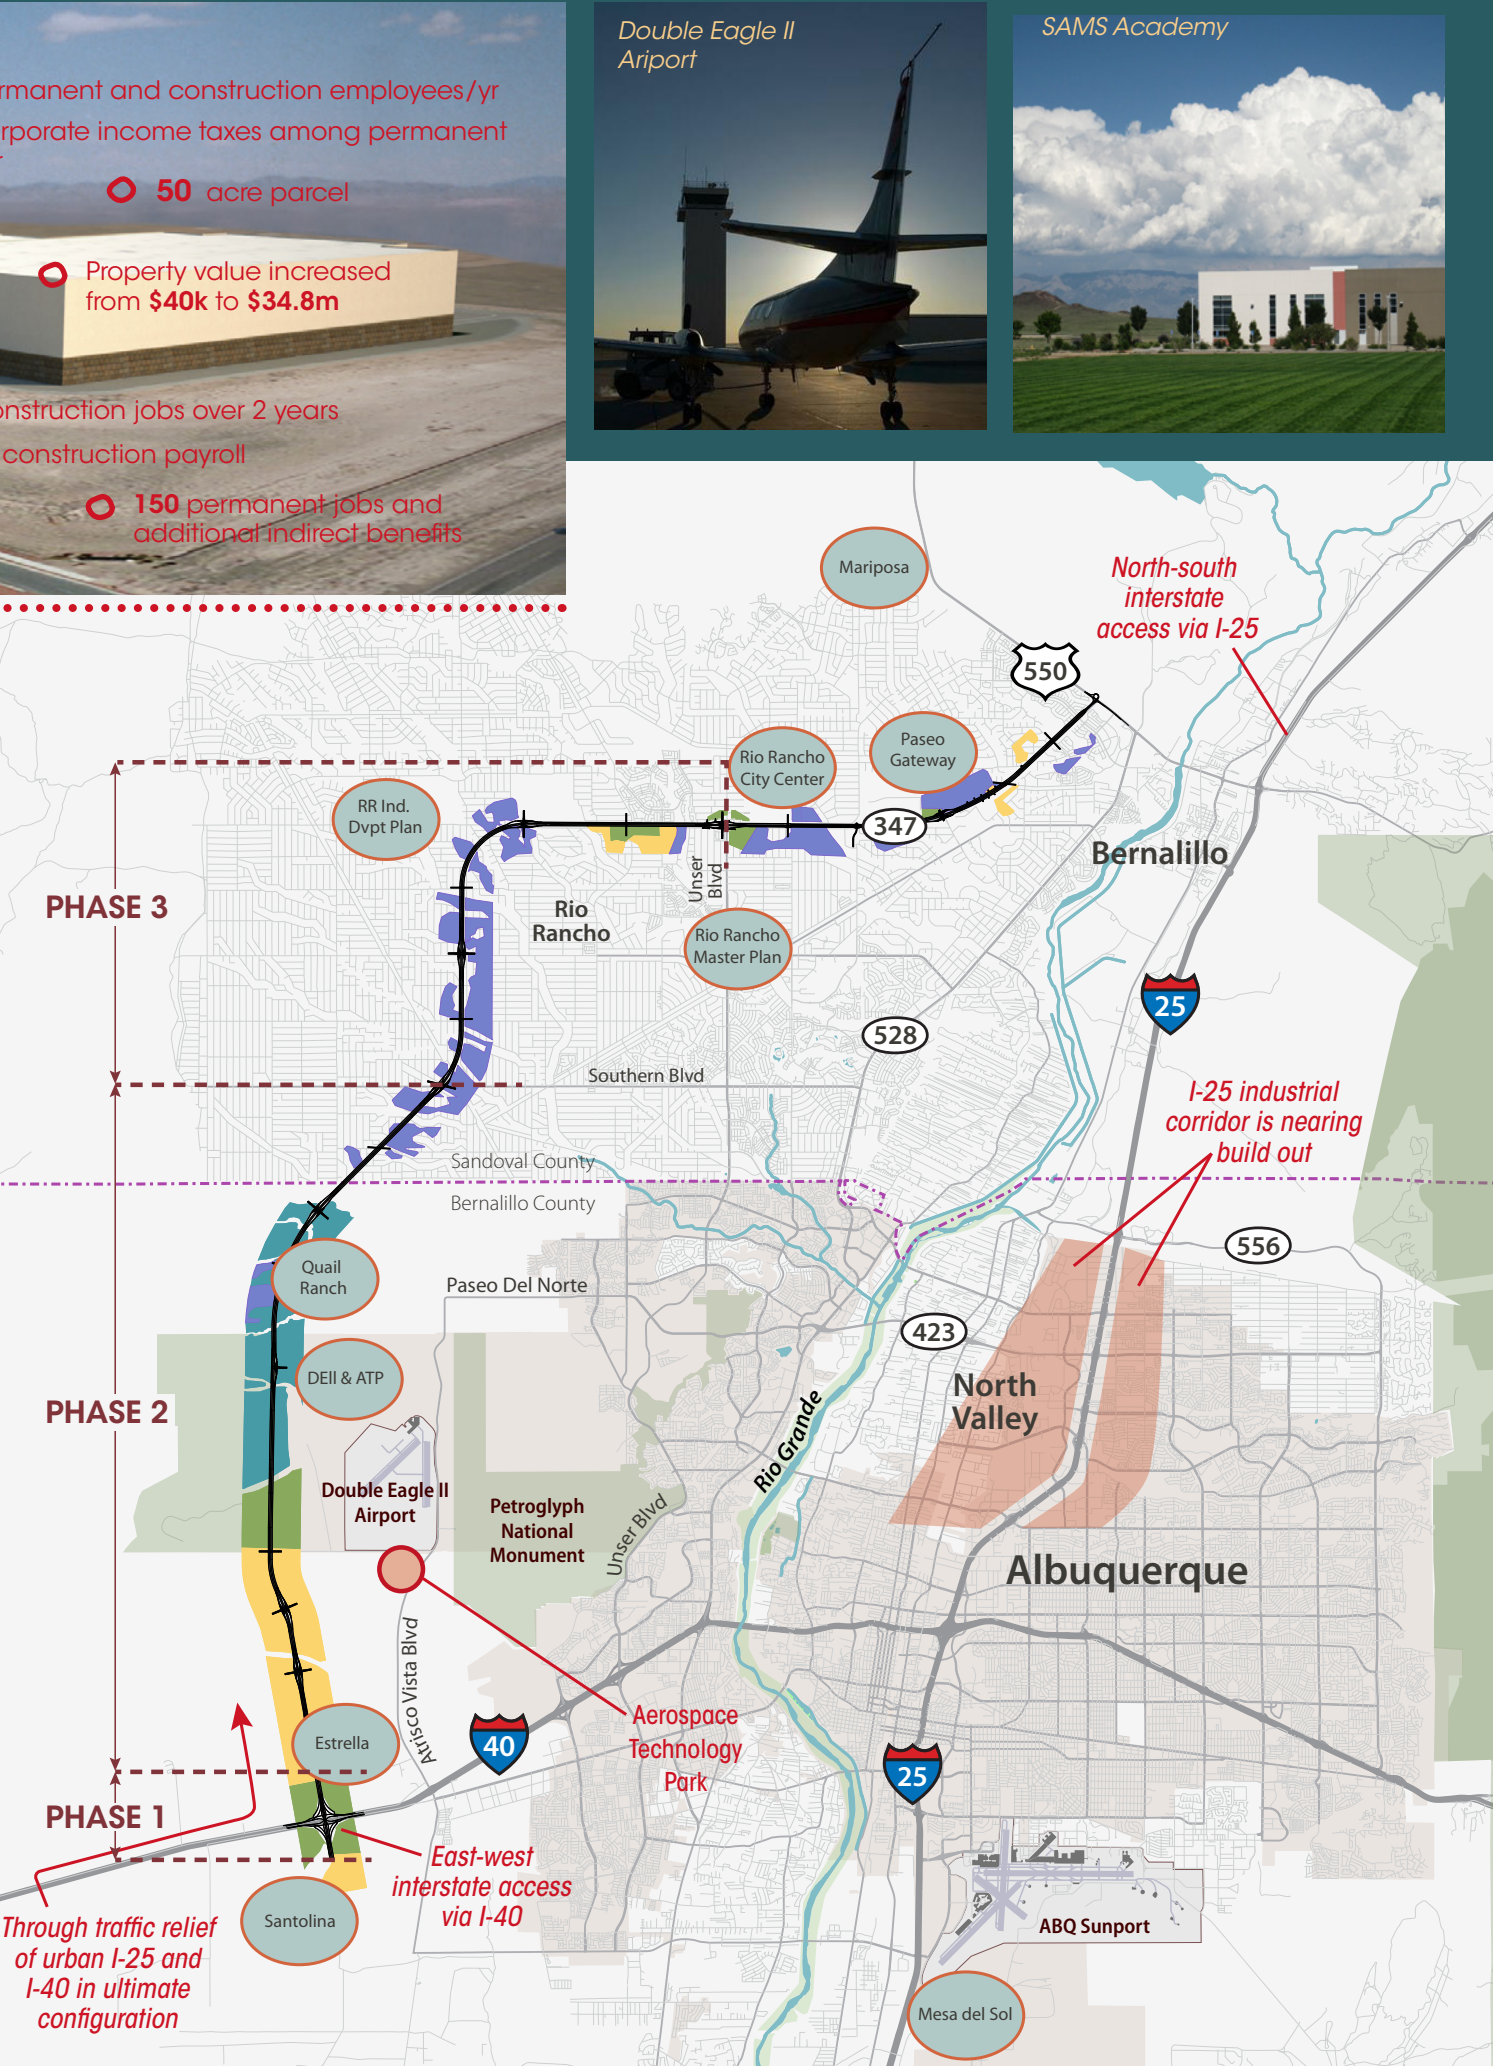 rmanent and construction employees/yr
rporate income taxes among permanent
50 acre parcel
Property value increased
from $40k to $34.8m
onstruction jobs over 2 years
construction payroll
150 permanent jobs and
additional indirect benefits
Double Eagle II
Ariport
SAMS Academy
Mariposa
North-south
interstate
access via I-25
550
Paseo
Gateway
Rio Rancho
City Center
RR Ind.
Dvpt Plan
347
Bernalillo
Unser
Blvd
PHASE 3
Rio
Rancho
Rio Rancho
Master Plan
25
528
Southern Blvd
I-25 industrial
corridor is nearing
build out
Sandoval County
Bernalillo County
556
Quail
Ranch
Paseo Del Norte
423
DEll & ATP
North
Valley
PHASE 2
Rio Grande
Double Eagle II
Airport
Petroglyph
National
Monument
Unser Blvd
Albuquerque
Atrisco Vista Blvd
Aerospace
Technology
Park
Estrella
40
25
PHASE 1
East-west
interstate access
via I-40
Santolina
Through traffic relief
of urban I-25 and
I-40 in ultimate
configuration
ABQ Sunport
Mesa del Sol